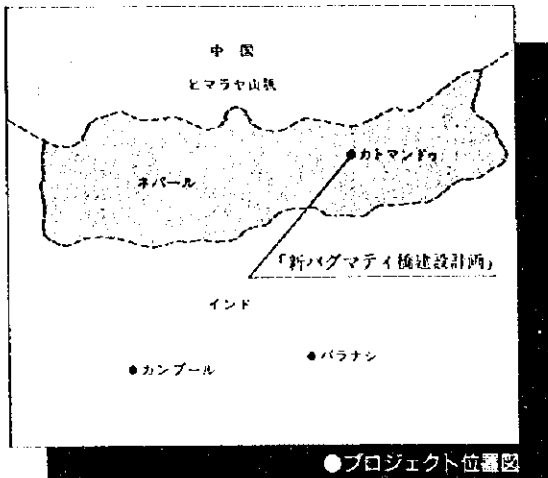 中国
ヒマラヤ山脈
カトマンドゥ
ネパール
「新バグマティ橋建設計画」
インド
バラナシ
カンプール
●プロジェクト位置図